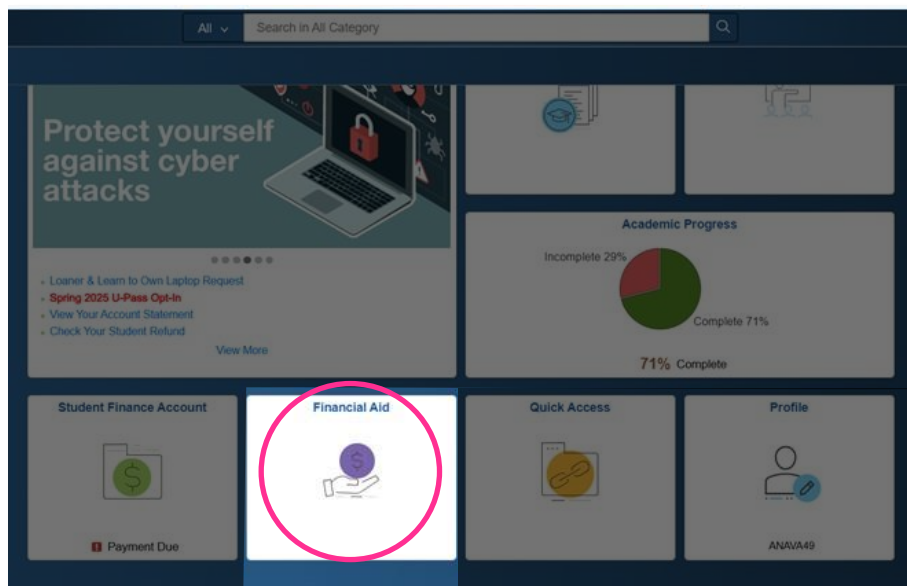 All
Search in All Category
Protect yourself
against cyber
attacks
Loaner & Learn to Own Laptop Request
Spring 2025 U-Pass Opt-In
View Your Account Statement
Check Your Student Refund
View More
Academic Progress
Incomplete 29%
Complete 71%
71% Complete
Student Finance Account
Payment Due
Financial Aid
Quick Access
Profile
ANAVA49